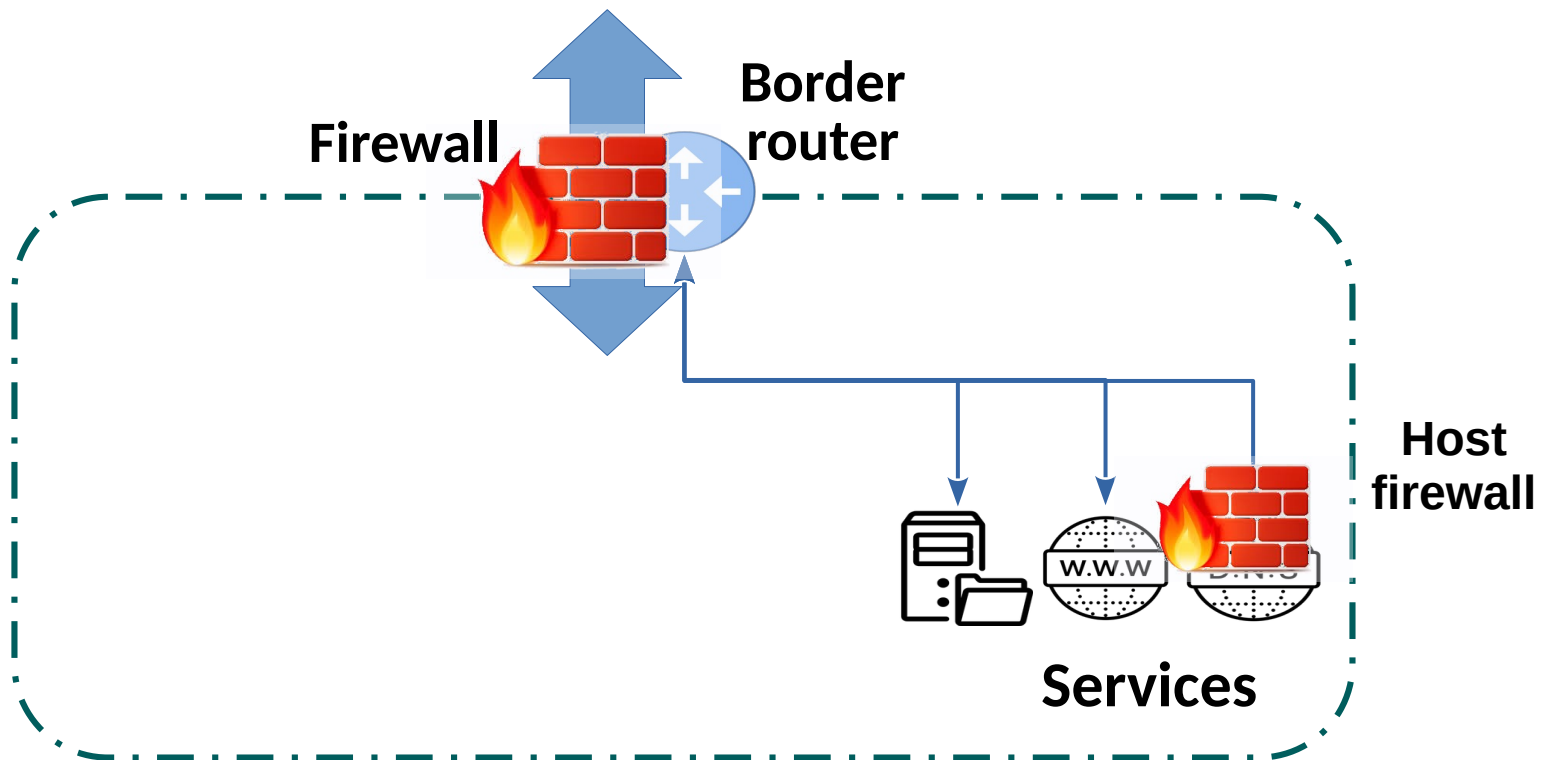 Border
router
Firewall
Host
firewall
W.W.W
D.N.S
Services